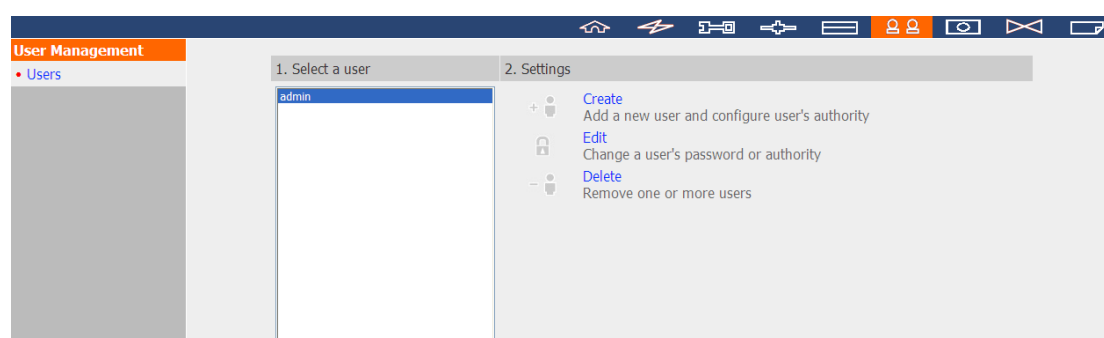 User Management
• Users
1. Select a user
2. Settings
admin
Create
Add a new user and configure user's authority
Edit
Change a user's password or authority
Delete
Remove one or more users